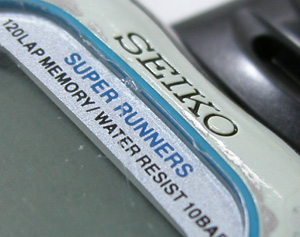 SEIKO
SUPER RUNNERS
120LAP MEMORY/WATER RESIST 10BAR